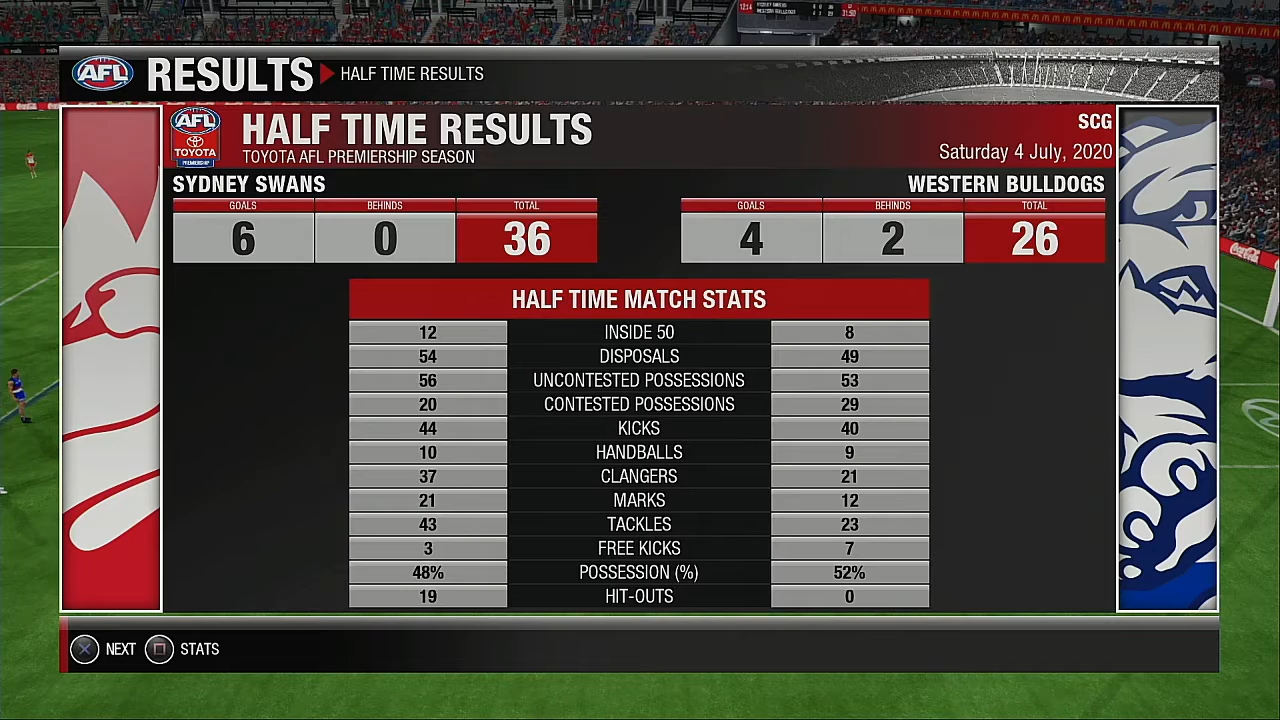 AFL RESULTS HALF TIME RESULTS
AFL TOYOTA PREMIERSHIP
HALF TIME RESULTS
TOYOTA AFL PREMIERSHIP SEASON
SCG
Saturday 4 July, 2020
SYDNEY SWANS
WESTERN BULLDOGS
GOALS BEHINDS TOTAL GOALS BEHINDS TOTAL
6 0 36 4 2 26
HALF TIME MATCH STATS
12 INSIDE 50 8
54 DISPOSALS 49
56 UNCONTESTED POSSESSIONS 53
20 CONTESTED POSSESSIONS 29
44 KICKS 40
10 HANDBALLS 9
37 CLANGERS 21
21 MARKS 12
43 TACKLES 23
3 FREE KICKS 7
48% POSSESSION (%) 52%
19 HIT-OUTS 0
NEXT STATS
Coca-Cola